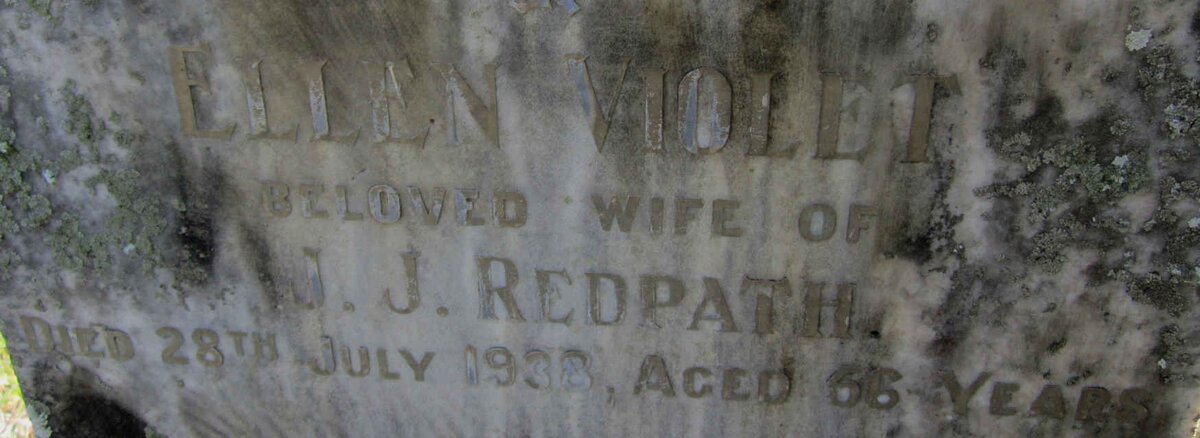 ELLEN VIOLET
BELOVED WIFE OF
J. J. REDPATH
DIED 28TH JULY 1938, AGED 66 YEARS